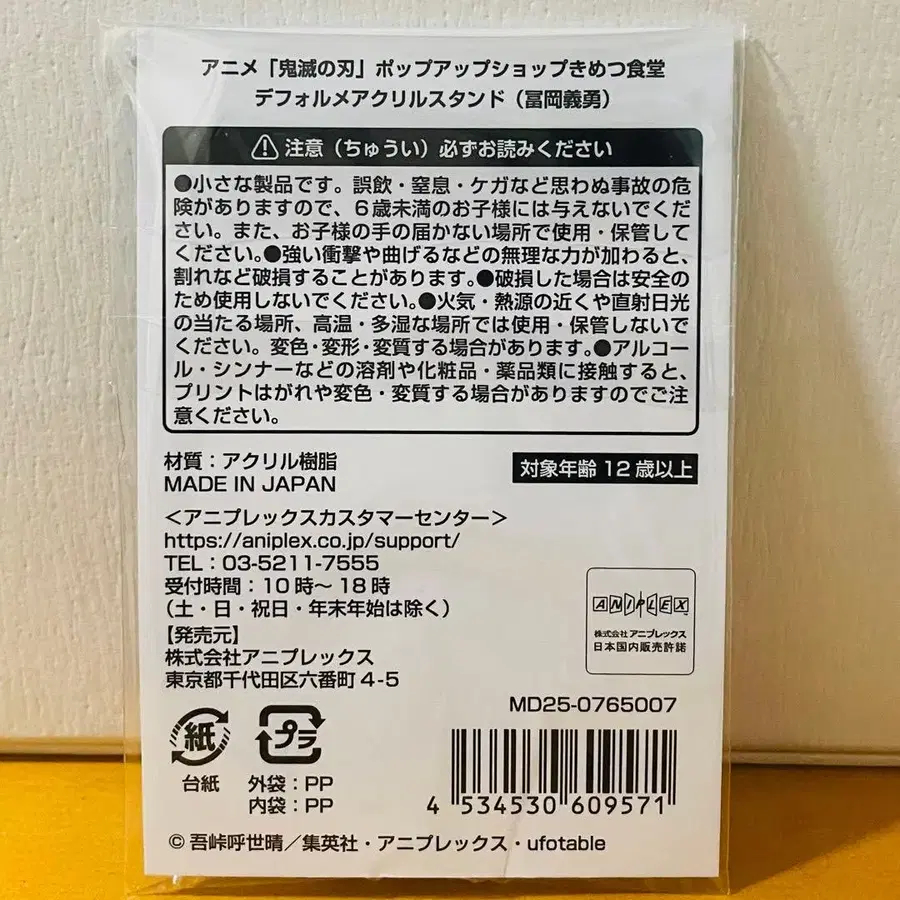 アニメ「鬼滅の刃」ポップアップショップきめつ食堂
デフォルメアクリルスタンド（冨岡義勇）
注意（ちゅうい）必ずお読みください
●小さな製品です。誤飲・窒息・ケガなど思わぬ事故の危
険がありますので、６歳未満のお子様には与えないでくだ
さい。また、お子様の手の届かない場所で使用・保管して
ください。●強い衝撃や曲げるなどの無理な力が加わると、
割れなど破損することがあります。●破損した場合は安全の
ため使用しないでください。●火気・熱源の近くや直射日光
の当たる場所、高温・多湿な場所では使用・保管しないで
ください。変色・変形・変質する場合があります。●アルコー
ル・シンナーなどの溶剤や化粧品・薬品類に接触すると、
プリントはがれや変色・変質する場合がありますのでご注
意ください。
材質：アクリル樹脂
MADE IN JAPAN
対象年齢 12 歳以上
＜アニプレックスカスタマーセンター＞
https://aniplex.co.jp/support/
TEL：03-5211-7555
受付時間：10 時〜 18 時
（土・日・祝日・年末年始は除く）
【発売元】
株式会社アニプレックス
東京都千代田区六番町 4-5
ANIPLEX
株式会社 アニプレックス
日本国内販売許諾
MD25-0765007
紙
台紙
プラ
外袋：PP
内袋：PP
4 534530 609571
© 吾峠呼世晴／集英社・アニプレックス・ufotable